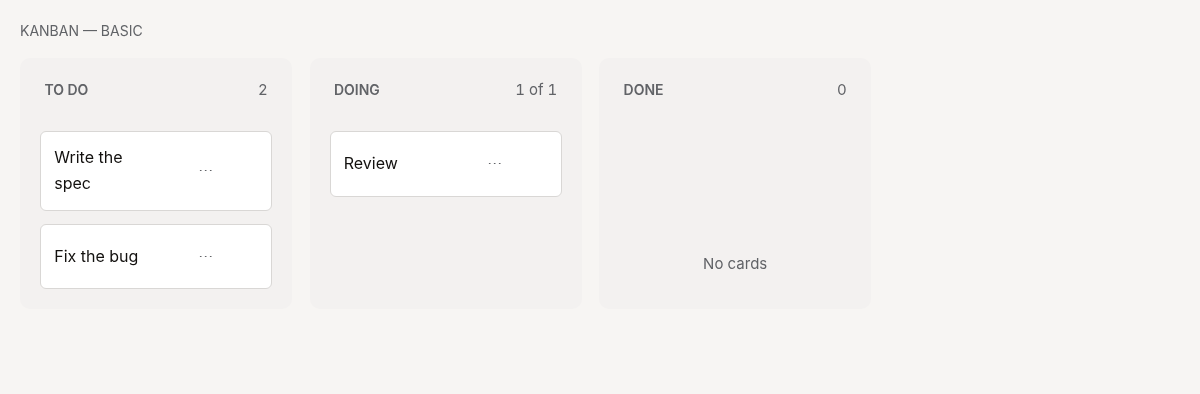 KANBAN — BASIC
TO DO 2
Write the
spec
...
Fix the bug ...
DOING 1 of 1
Review ...
DONE 0
No cards